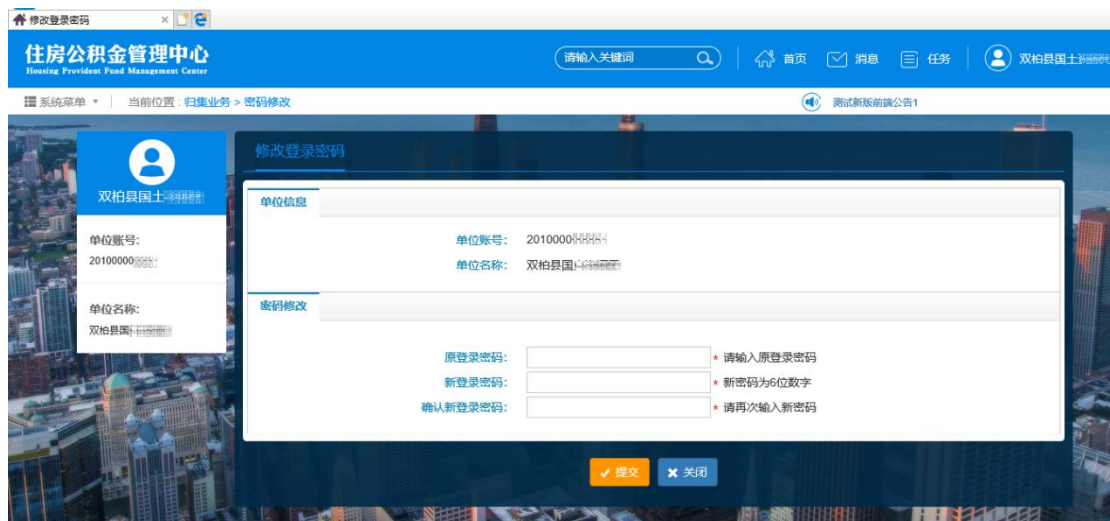 修改登录密码
住房公积金管理中心
Housing Provident Fund Management Center
请输入关键词
首页
消息
任务
双柏县国土
系统菜单
当前位置 : 归集业务 > 密码修改
测试新版前端公告1
双柏县国土
单位账号:
20100000
单位名称:
双柏县国
修改登录密码
单位信息
单位账号: 2010000
单位名称: 双柏县国
密码修改
原登录密码: * 请输入原登录密码
新登录密码: * 新密码为6位数字
确认新登录密码: * 请再次输入新密码
提交
关闭